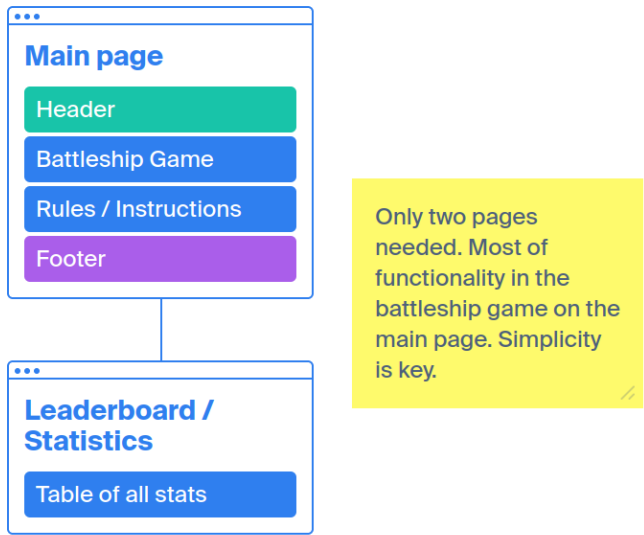 Main page
Header
Battleship Game
Rules / Instructions
Footer
Only two pages
needed. Most of
functionality in the
battleship game on the
main page. Simplicity
is key.
Leaderboard /
Statistics
Table of all stats